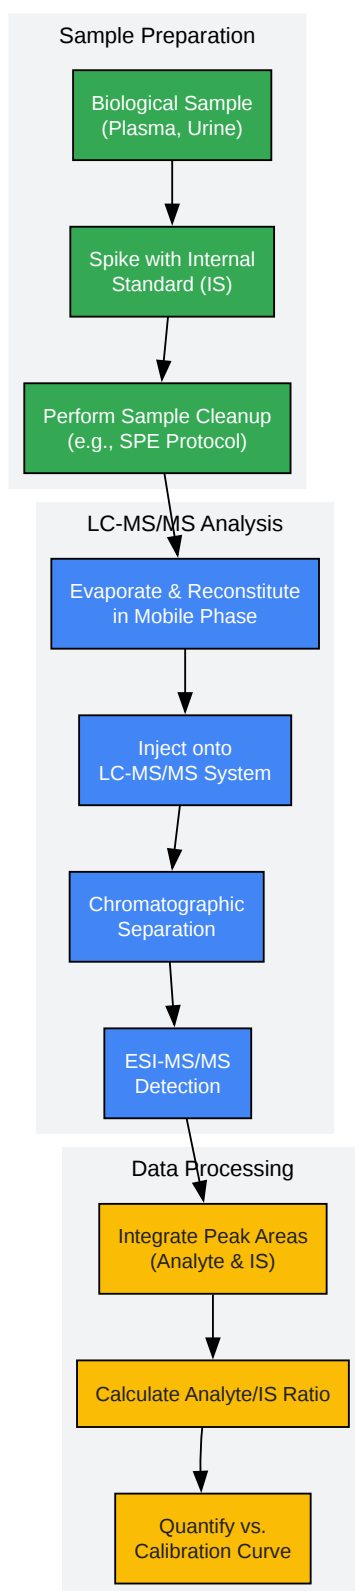 Sample Preparation
Biological Sample
(Plasma, Urine)
Spike with Internal
Standard (IS)
Perform Sample Cleanup
(e.g., SPE Protocol)
LC-MS/MS Analysis
Evaporate & Reconstitute
in Mobile Phase
Inject onto
LC-MS/MS System
Chromatographic
Separation
ESI-MS/MS
Detection
Data Processing
Integrate Peak Areas
(Analyte & IS)
Calculate Analyte/IS Ratio
Quantify vs.
Calibration Curve